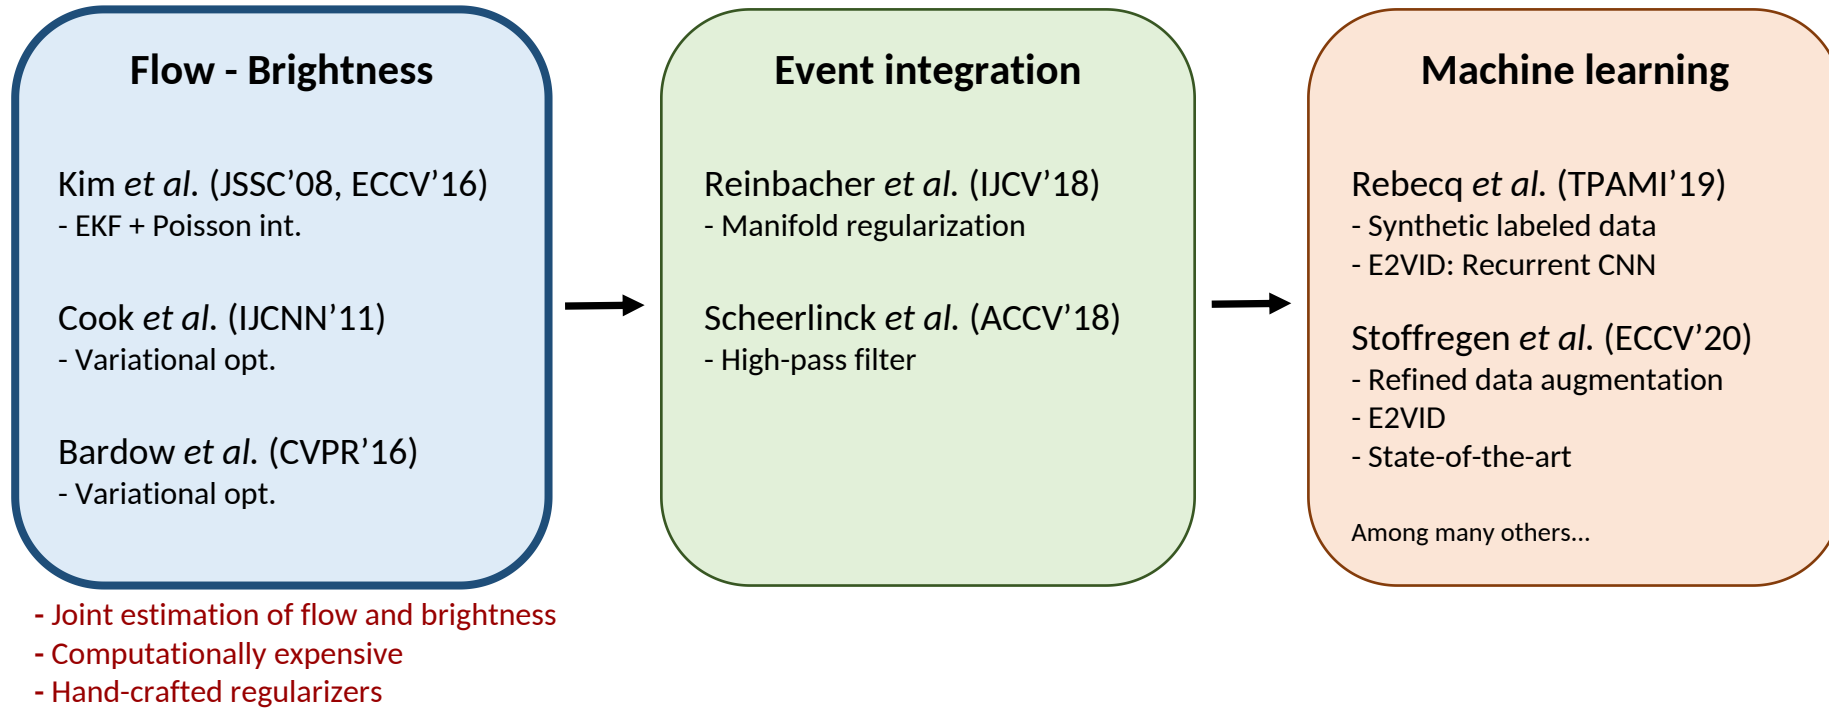 Flow - Brightness
Kim et al. (JSSC’08, ECCV’16)
- EKF + Poisson int.
Cook et al. (IJCNN’11)
- Variational opt.
Bardow et al. (CVPR’16)
- Variational opt.
- Joint estimation of flow and brightness
- Computationally expensive
- Hand-crafted regularizers
Event integration
Reinbacher et al. (IJCV’18)
- Manifold regularization
Scheerlinck et al. (ACCV’18)
- High-pass filter
Machine learning
Rebecq et al. (TPAMI’19)
- Synthetic labeled data
- E2VID: Recurrent CNN
Stoffregen et al. (ECCV’20)
- Refined data augmentation
- E2VID
- State-of-the-art
Among many others...